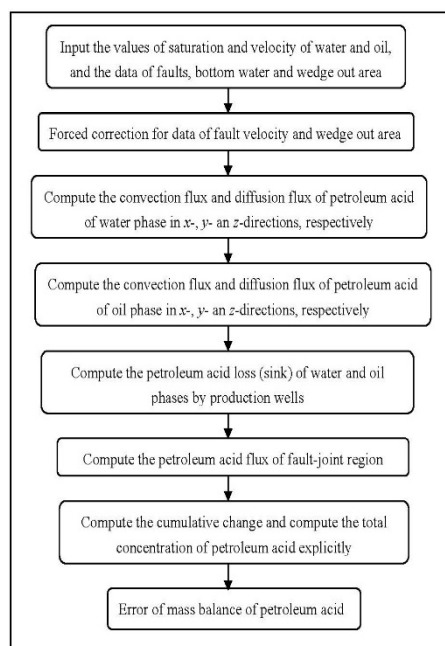 Input the values of saturation and velocity of water and oil,
and the data of faults, bottom water and wedge out area
Forced correction for data of fault velocity and wedge out area
Compute the convection flux and diffusion flux of petroleum acid
of water phase in x-, y- an z-directions, respectively
Compute the convection flux and diffusion flux of petroleum acid
of oil phase in x-, y- an z-directions, respectively
Compute the petroleum acid loss (sink) of water and oil
phases by production wells
Compute the petroleum acid flux of fault-joint region
Compute the cumulative change and compute the total
concentration of petroleum acid explicitly
Error of mass balance of petroleum acid